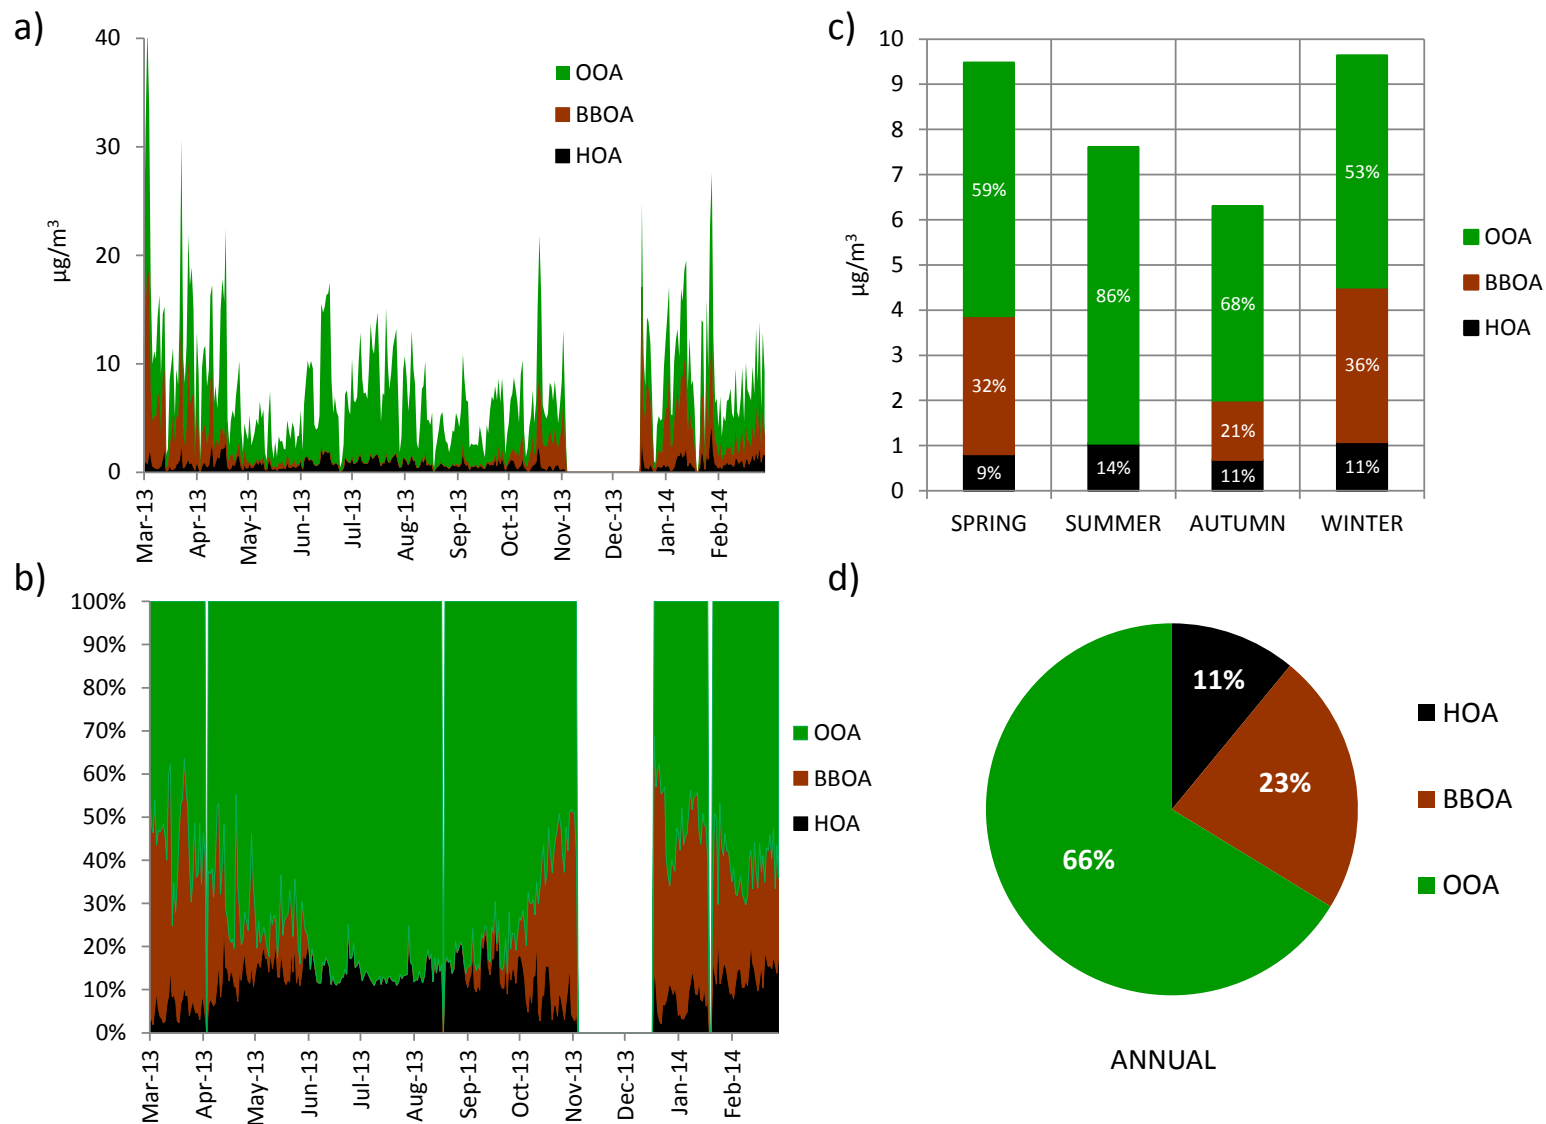 a)
40
30
20
10
0
µg/m³
OOA
BBOA
HOA
Mar-13
Apr-13
May-13
Jun-13
Jul-13
Aug-13
Sep-13
Oct-13
Nov-13
Dec-13
Jan-14
Feb-14
c)
10
9
8
7
6
5
4
3
2
1
0
µg/m³
59%
32%
9%
86%
14%
68%
21%
11%
53%
36%
11%
SPRING
SUMMER
AUTUMN
WINTER
OOA
BBOA
HOA
b)
100%
90%
80%
70%
60%
50%
40%
30%
20%
10%
0%
OOA
BBOA
HOA
Mar-13
Apr-13
May-13
Jun-13
Jul-13
Aug-13
Sep-13
Oct-13
Nov-13
Dec-13
Jan-14
Feb-14
d)
11%
23%
66%
HOA
BBOA
OOA
ANNUAL